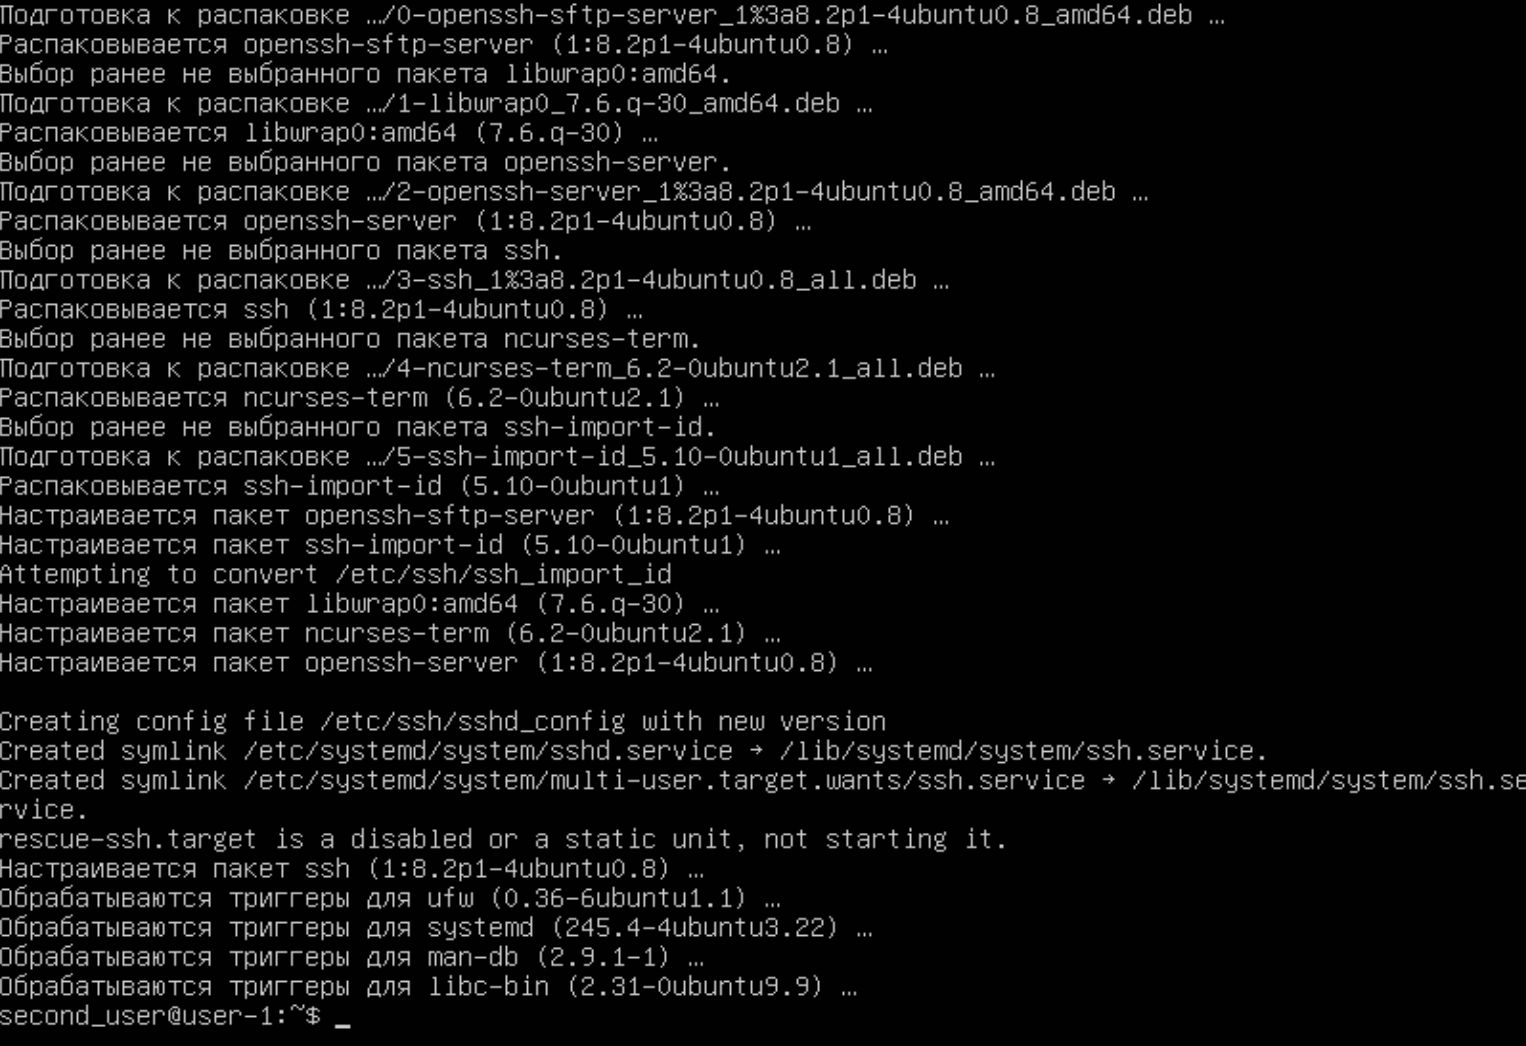 Подготовка к распаковке …/0-openssh-sftp-server_1%3a8.2p1-4ubuntu0.8_amd64.deb …
Распаковывается openssh-sftp-server (1:8.2p1-4ubuntu0.8) …
Выбор ранее не выбранного пакета libwrap0:amd64.
Подготовка к распаковке …/1-libwrap0_7.6.q-30_amd64.deb …
Распаковывается libwrap0:amd64 (7.6.q-30) …
Выбор ранее не выбранного пакета openssh-server.
Подготовка к распаковке …/2-openssh-server_1%3a8.2p1-4ubuntu0.8_amd64.deb …
Распаковывается openssh-server (1:8.2p1-4ubuntu0.8) …
Выбор ранее не выбранного пакета ssh.
Подготовка к распаковке …/3-ssh_1%3a8.2p1-4ubuntu0.8_all.deb …
Распаковывается ssh (1:8.2p1-4ubuntu0.8) …
Выбор ранее не выбранного пакета ncurses-term.
Подготовка к распаковке …/4-ncurses-term_6.2-0ubuntu2.1_all.deb …
Распаковывается ncurses-term (6.2-0ubuntu2.1) …
Выбор ранее не выбранного пакета ssh-import-id.
Подготовка к распаковке …/5-ssh-import-id_5.10-0ubuntu1_all.deb …
Распаковывается ssh-import-id (5.10-0ubuntu1) …
Настраивается пакет openssh-sftp-server (1:8.2p1-4ubuntu0.8) …
Настраивается пакет ssh-import-id (5.10-0ubuntu1) …
Attempting to convert /etc/ssh/ssh_import_id
Настраивается пакет libwrap0:amd64 (7.6.q-30) …
Настраивается пакет ncurses-term (6.2-0ubuntu2.1) …
Настраивается пакет openssh-server (1:8.2p1-4ubuntu0.8) …
Creating config file /etc/ssh/sshd_config with new version
Created symlink /etc/systemd/system/sshd.service → /lib/systemd/system/ssh.service.
Created symlink /etc/systemd/system/multi-user.target.wants/ssh.service → /lib/systemd/system/ssh.se
rvice.
rescue-ssh.target is a disabled or a static unit, not starting it.
Настраивается пакет ssh (1:8.2p1-4ubuntu0.8) …
Обрабатываются триггеры для ufw (0.36-6ubuntu1.1) …
Обрабатываются триггеры для systemd (245.4-4ubuntu3.22) …
Обрабатываются триггеры для man-db (2.9.1-1) …
Обрабатываются триггеры для libc-bin (2.31-0ubuntu9.9) …
second_user@user-1:~$ _